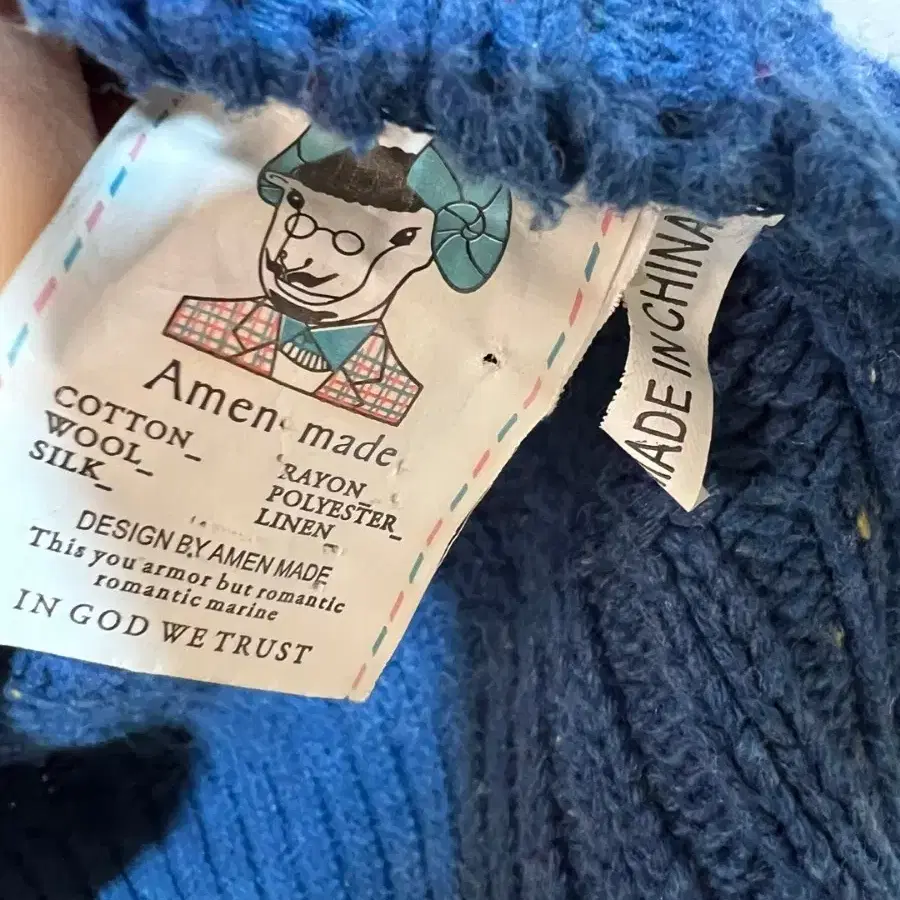 Amen made
COTTON_
WOOL_
SILK_
RAYON_
POLYESTER_
LINEN_
DESIGN BY AMEN MADE
This you armor but romantic
romantic marine
IN GOD WE TRUST
MADE IN CHINA